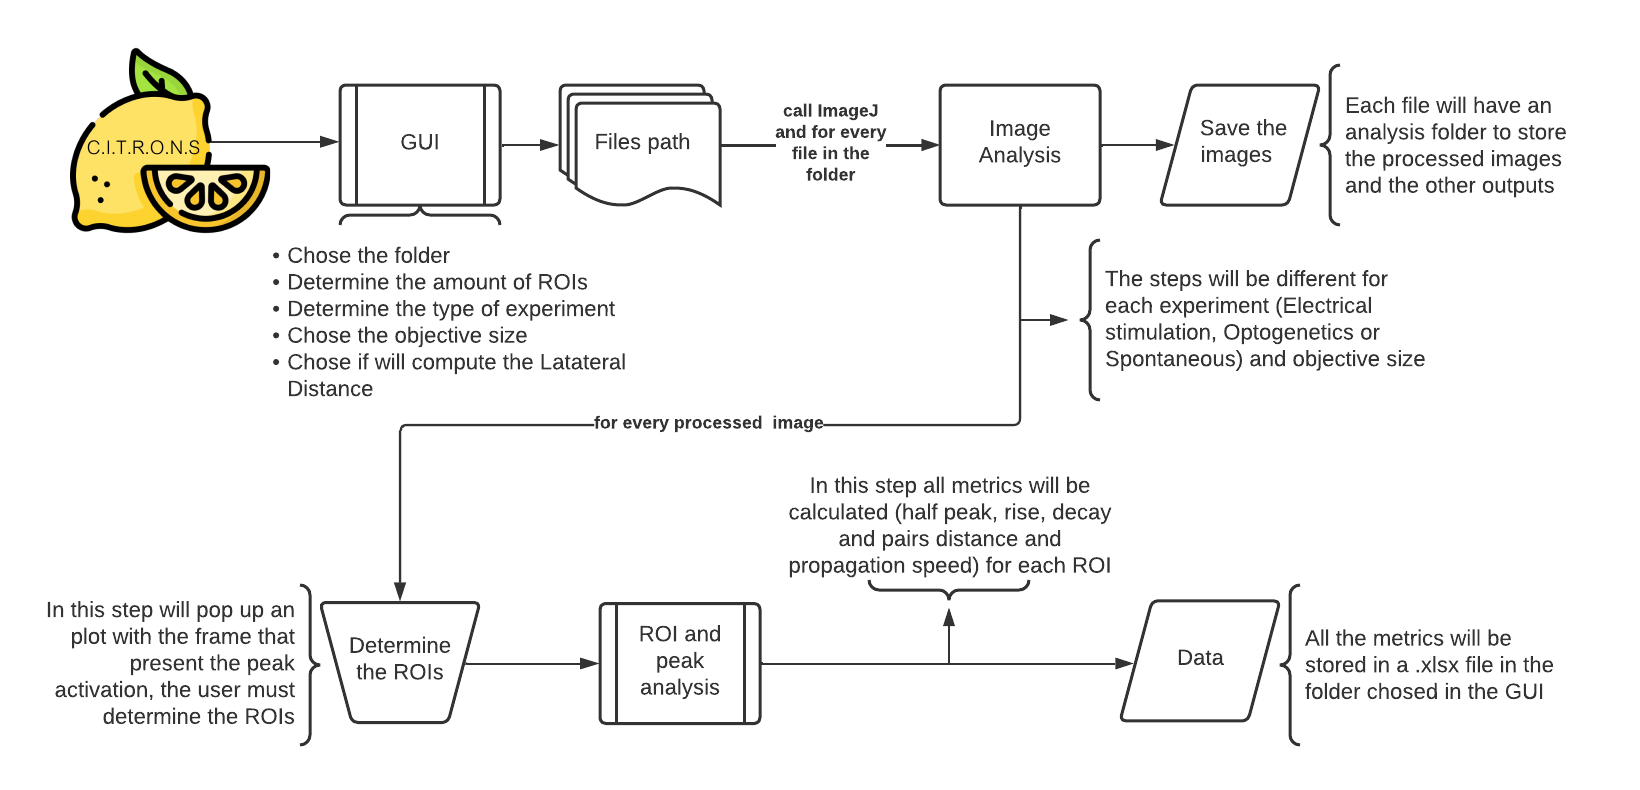 C.I.T.R.O.N.S
GUI
Files path
call ImageJ
and for every
file in the
folder
Image
Analysis
Save the
images
Each file will have an
analysis folder to store
the processed images
and the other outputs
• Chose the folder
• Determine the amount of ROIs
• Determine the type of experiment
• Chose the objective size
• Chose if will compute the Latateral
Distance
The steps will be different for
each experiment (Electrical
stimulation, Optogenetics or
Spontaneous) and objective size
for every processed  image
In this step all metrics will be
calculated (half peak, rise, decay
and pairs distance and
propagation speed) for each ROI
In this step will pop up an
plot with the frame that
present the peak
activation, the user must
determine the ROIs
Determine
the ROIs
ROI and
peak
analysis
Data
All the metrics will be
stored in a .xlsx file in the
folder chosed in the GUI